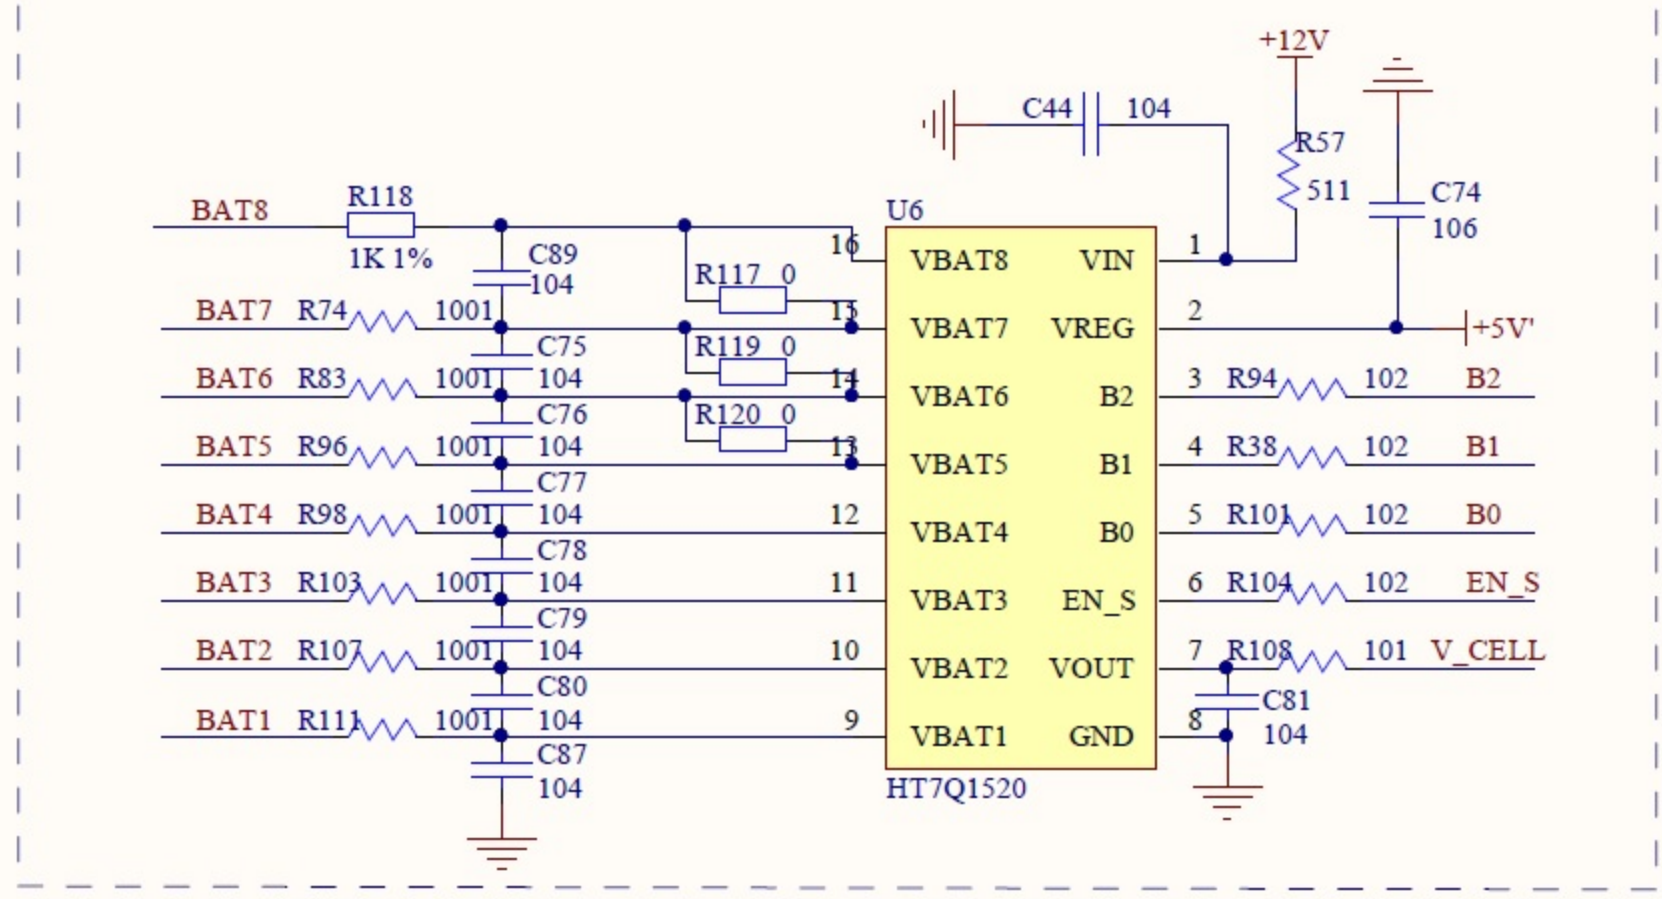 +12V
C44 104
R57
511
C74
106
R118
BAT8
1K 1%
U6
C89
104
16 VBAT8 VIN 1
R117 0
BAT7 R74 1001
15 VBAT7 VREG 2
+5V'
C75
104
R119 0
BAT6 R83 1001
14 VBAT6 B2 3 R94 102 B2
C76
104
R120 0
BAT5 R96 1001
13 VBAT5 B1 4 R38 102 B1
C77
104
BAT4 R98 1001
12 VBAT4 B0 5 R101 102 B0
C78
104
BAT3 R103 1001
11 VBAT3 EN_S 6 R104 102 EN_S
C79
104
BAT2 R107 1001
10 VBAT2 VOUT 7 R108 101 V_CELL
C80
104
C81
104
BAT1 R111 1001
9 VBAT1 GND 8
C87
104
HT7Q1520